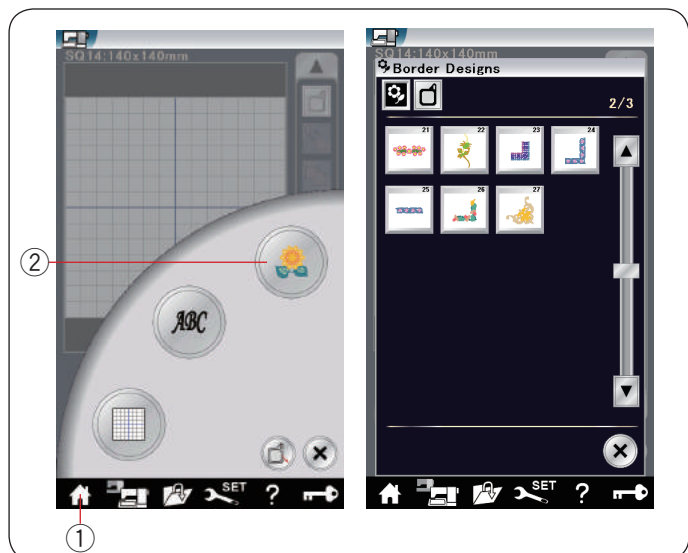 SQ14:140x140mm
②
ABC
SET
?
①
SQ14:140x140mm
Border Designs
2/3
21 22 23 24
25 26 27
SET
?